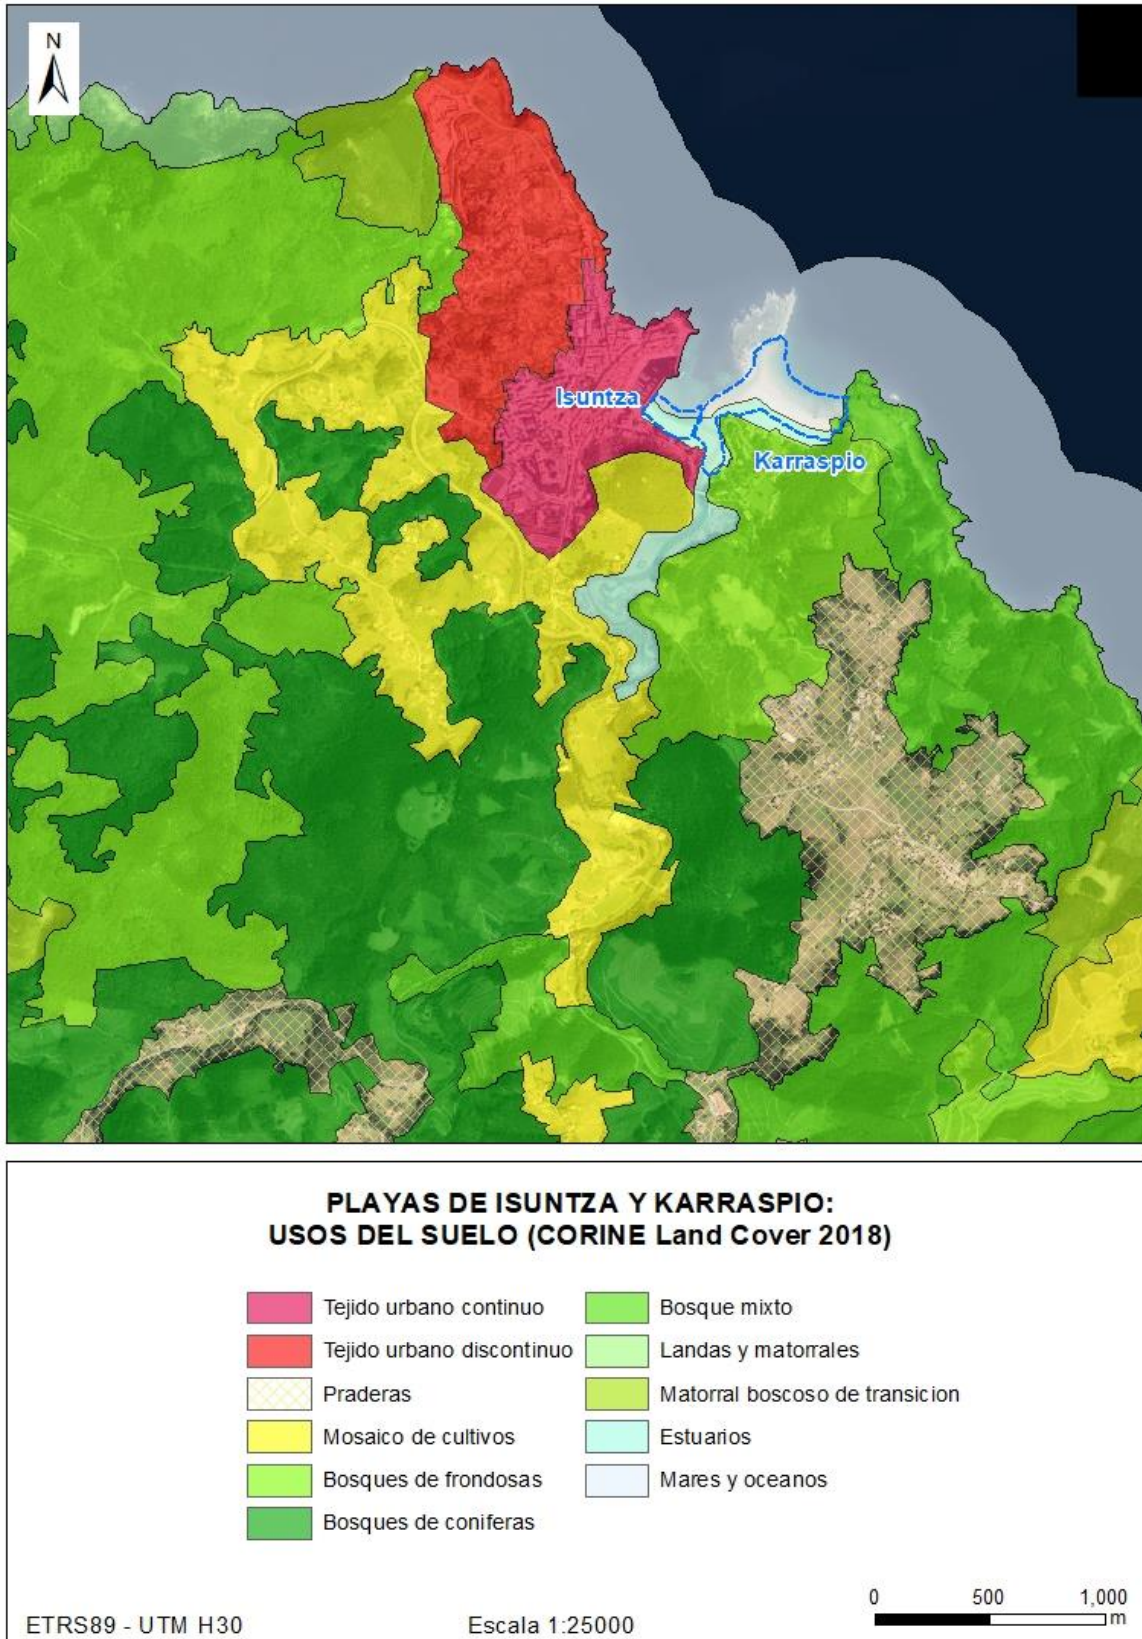 N
Isuntza
Karraspio
PLAYAS DE ISUNTZA Y KARRASPIO:
USOS DEL SUELO (CORINE Land Cover 2018)
Tejido urbano continuo
Tejido urbano discontinuo
Praderas
Mosaico de cultivos
Bosques de frondosas
Bosques de coniferas
Bosque mixto
Landas y matorrales
Matorral boscoso de transicion
Estuarios
Mares y oceanos
ETRS89 - UTM H30
Escala 1:25000
0 500 1,000
m